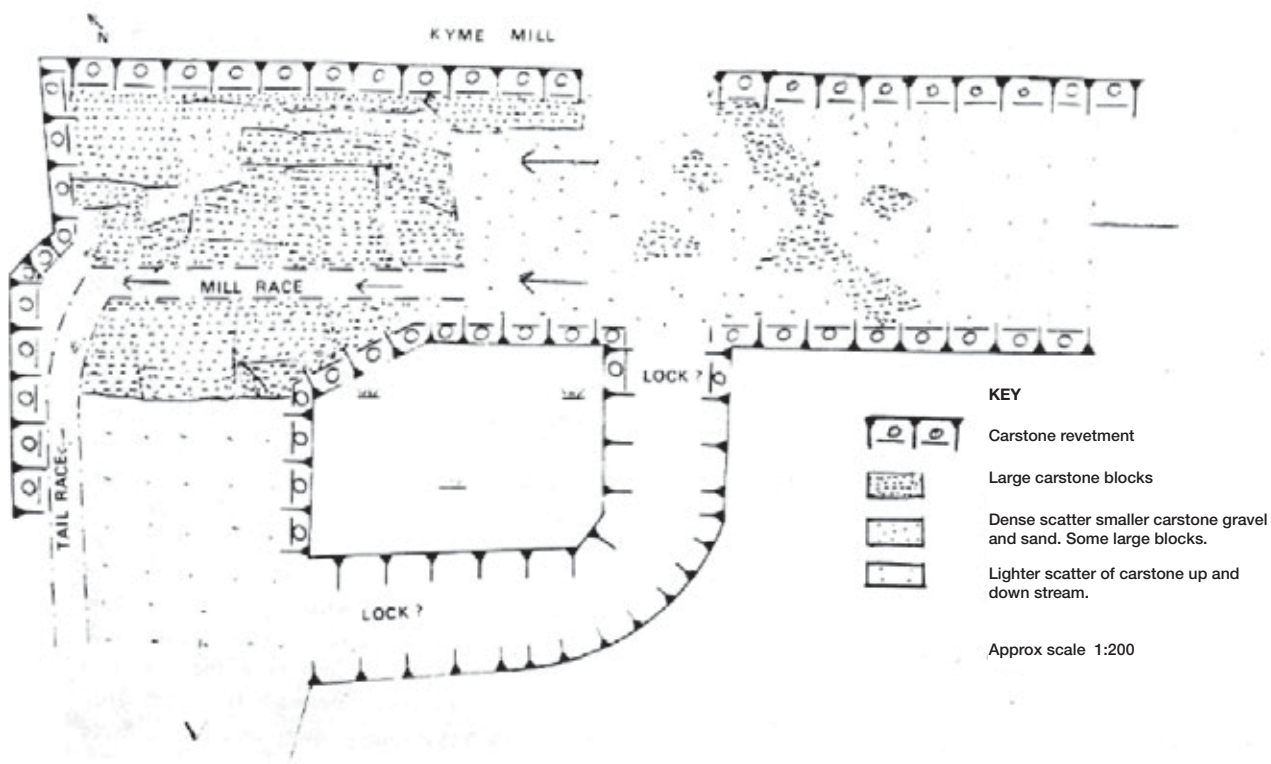 N
KYME MILL
MILL RACE
LOCK ?
TAIL RACE
LOCK ?
KEY
Carstone revetment
Large carstone blocks
Dense scatter smaller carstone gravel
and sand. Some large blocks.
Lighter scatter of carstone up and
down stream.
Approx scale 1:200